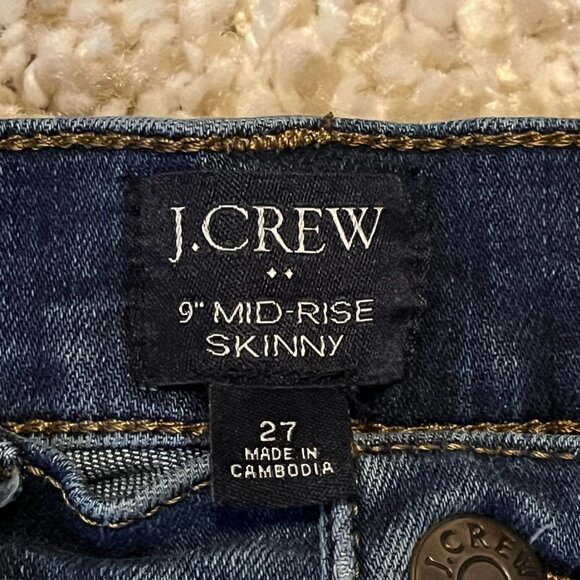 J.CREW
9" MID-RISE
SKINNY
27
MADE IN
CAMBODIA
J.CREW